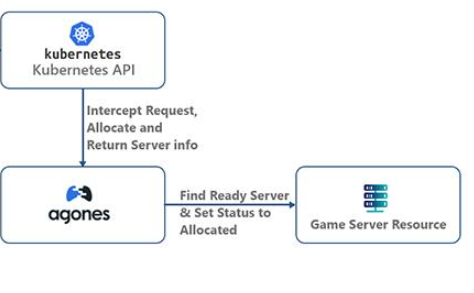 kubernetes
Kubernetes API
Intercept Request,
Allocate and
Return Server info
agones
Find Ready Server
& Set Status to
Allocated
Game Server Resource